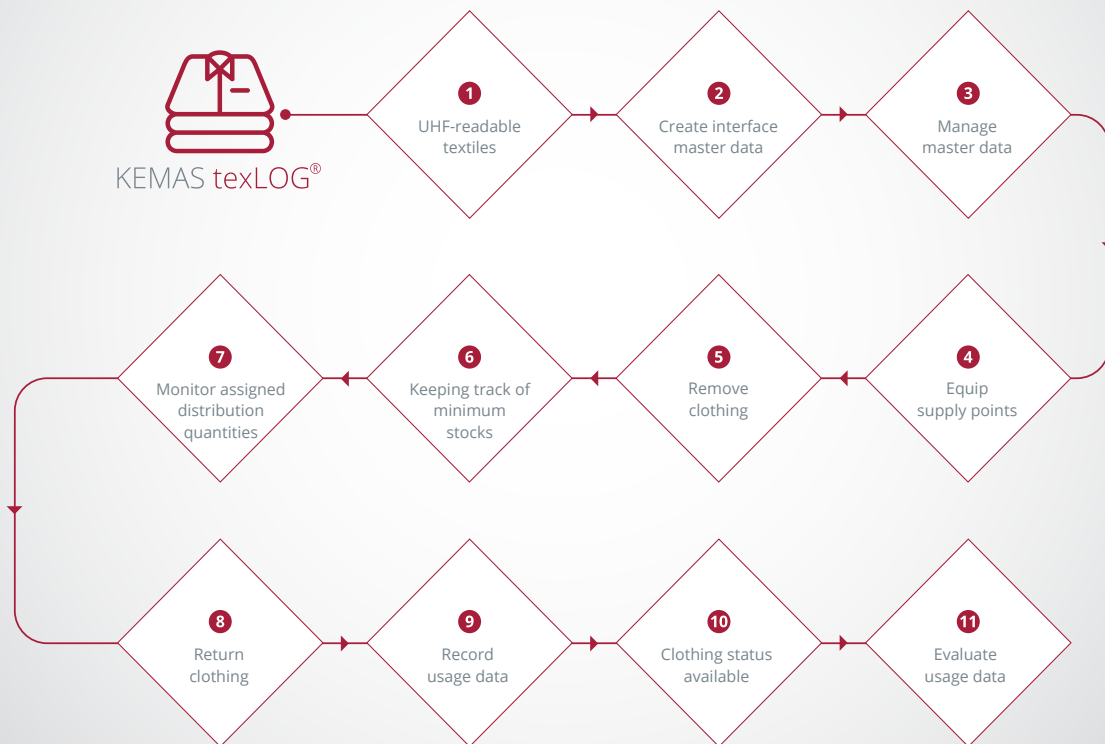 KEMAS texLOG®
1
UHF-readable
textiles
2
Create interface
master data
3
Manage
master data
7
Monitor assigned
distribution
quantities
6
Keeping track of
minimum
stocks
5
Remove
clothing
4
Equip
supply points
8
Return
clothing
9
Record
usage data
10
Clothing status
available
11
Evaluate
usage data